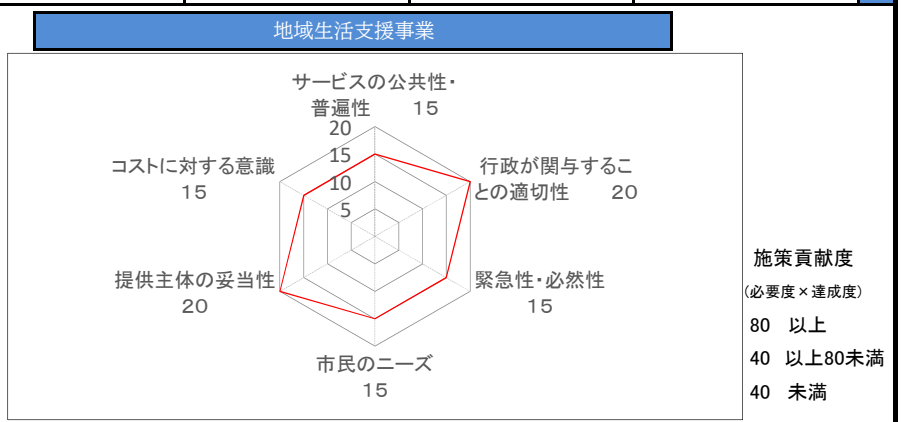 地域生活支援事業
サービスの公共性・
普遍性　15
20
15
10
5
行政が関与するこ
との適切性　20
緊急性・必然性
15
市民のニーズ
15
提供主体の妥当性
20
コストに対する意識
15
施策貢献度
(必要度×達成度)
80　以上
40　以上80未満
40　未満